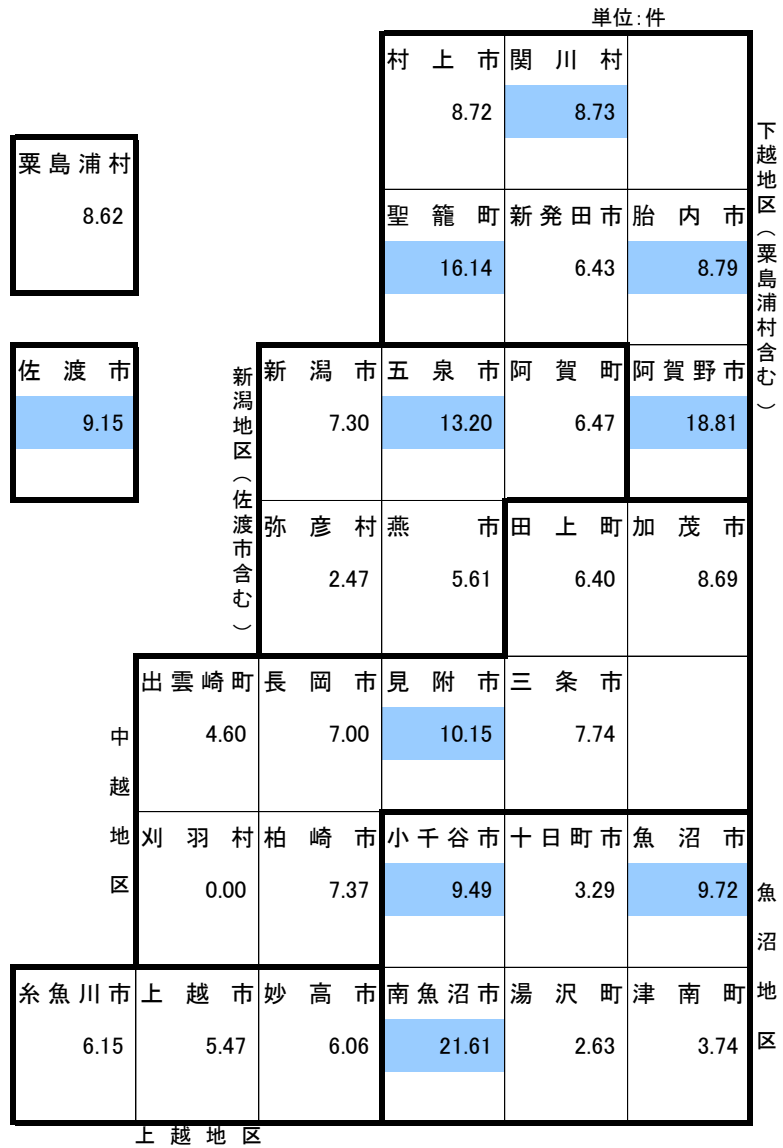 単位：件
村上市 関川村
8.72 8.73
粟島浦村
8.62
聖籠町 新発田市 胎内市
16.14 6.43 8.79
下越地区（粟島浦村含む）
佐渡市
9.15
新潟地区（佐渡市含む）
新潟市 五泉市 阿賀町 阿賀野市
7.30 13.20 6.47 18.81
弥彦村 燕市 田上町 加茂市
2.47 5.61 6.40 8.69
出雲崎町 長岡市 見附市 三条市
4.60 7.00 10.15 7.74
中越地区
刈羽村 柏崎市 小千谷市 十日町市 魚沼市
0.00 7.37 9.49 3.29 9.72
魚沼地区
糸魚川市 上越市 妙高市 南魚沼市 湯沢町 津南町
6.15 5.47 6.06 21.61 2.63 3.74
上越地区